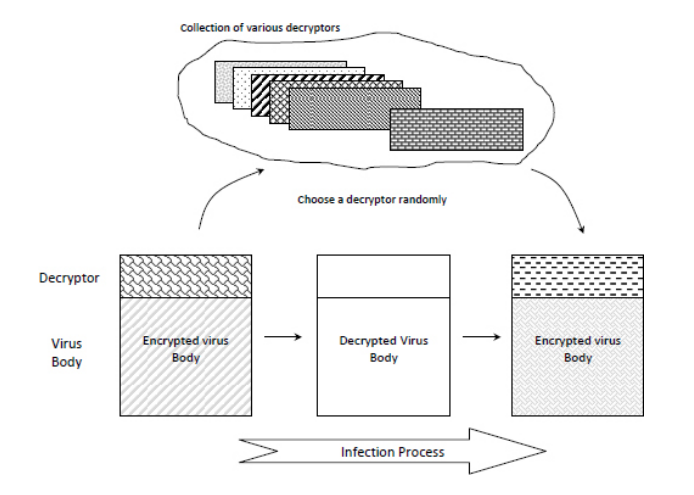 Collection of various decryptors
Choose a decryptor randomly
Decryptor
Virus
Body
Encrypted virus
Body
Decrypted Virus
Body
Encrypted virus
Body
Infection Process